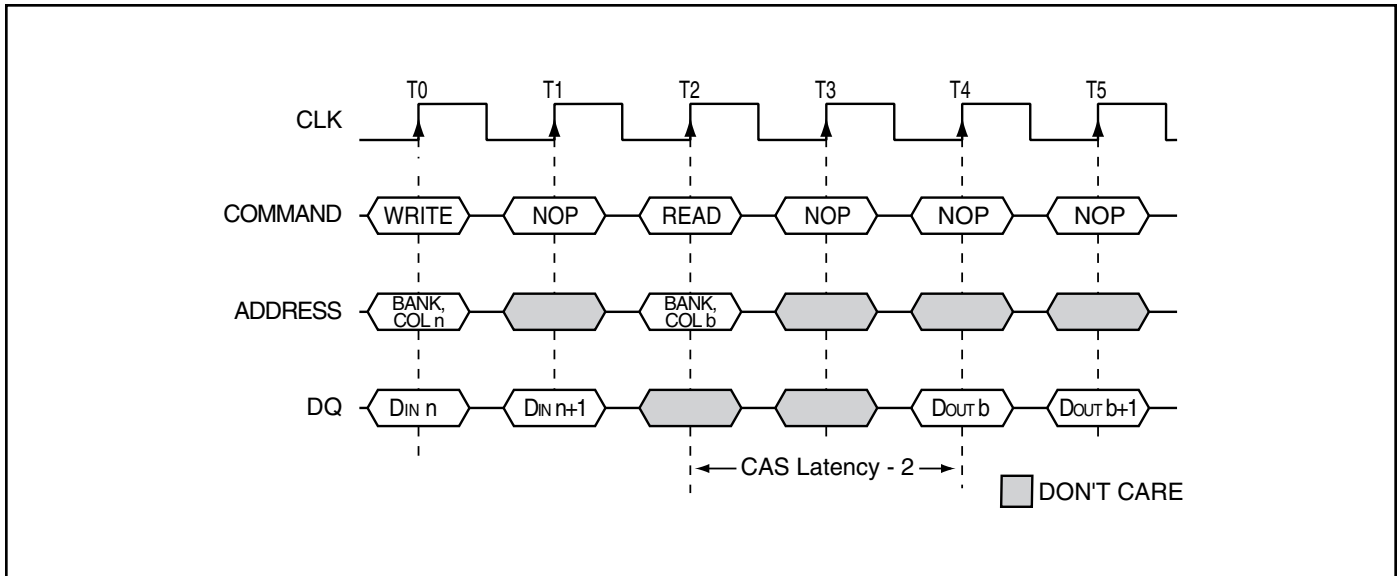 T0 T1 T2 T3 T4 T5
CLK
COMMAND WRITE NOP READ NOP NOP NOP
ADDRESS BANK, COL n BANK, COL b
DQ DIN n DIN n+1 DOUT b DOUT b+1
CAS Latency - 2
DON'T CARE